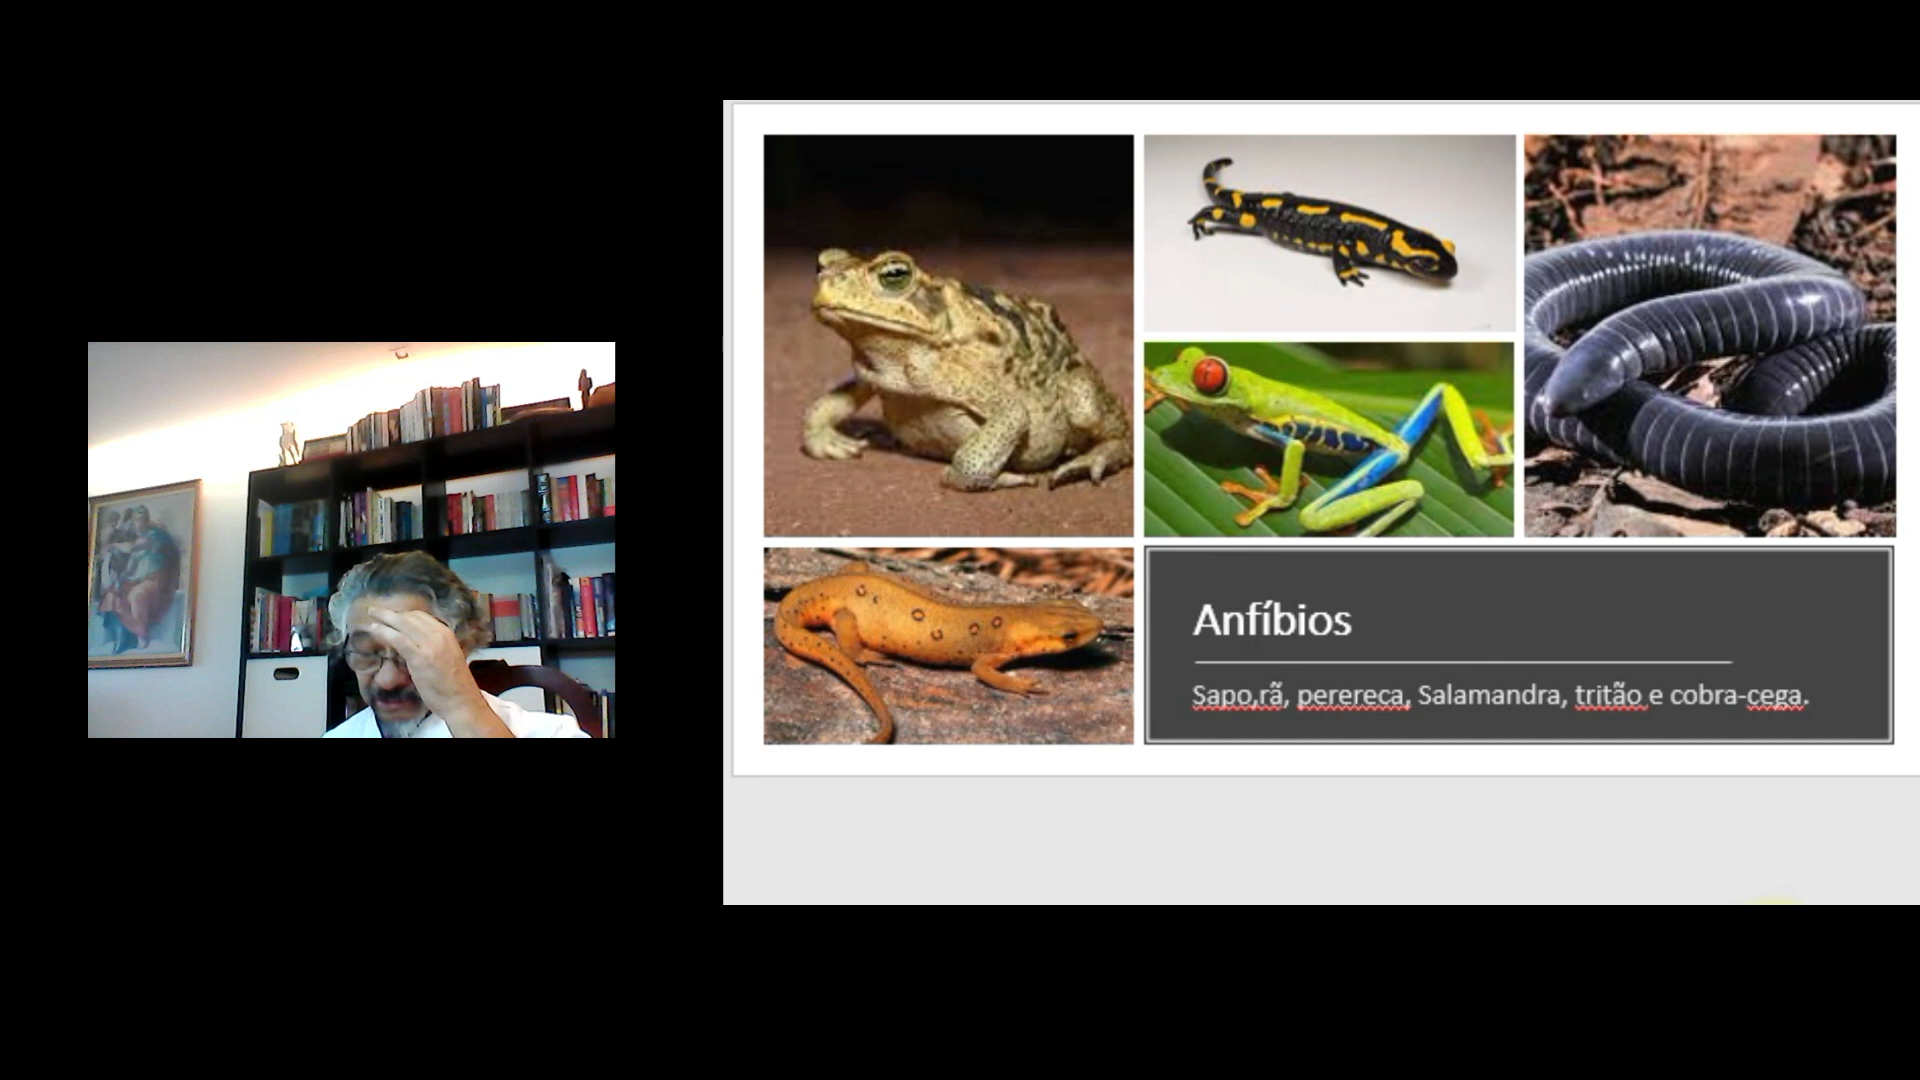 Anfíbios
Sapo,rã, perereca, Salamandra, tritão e cobra-cega.